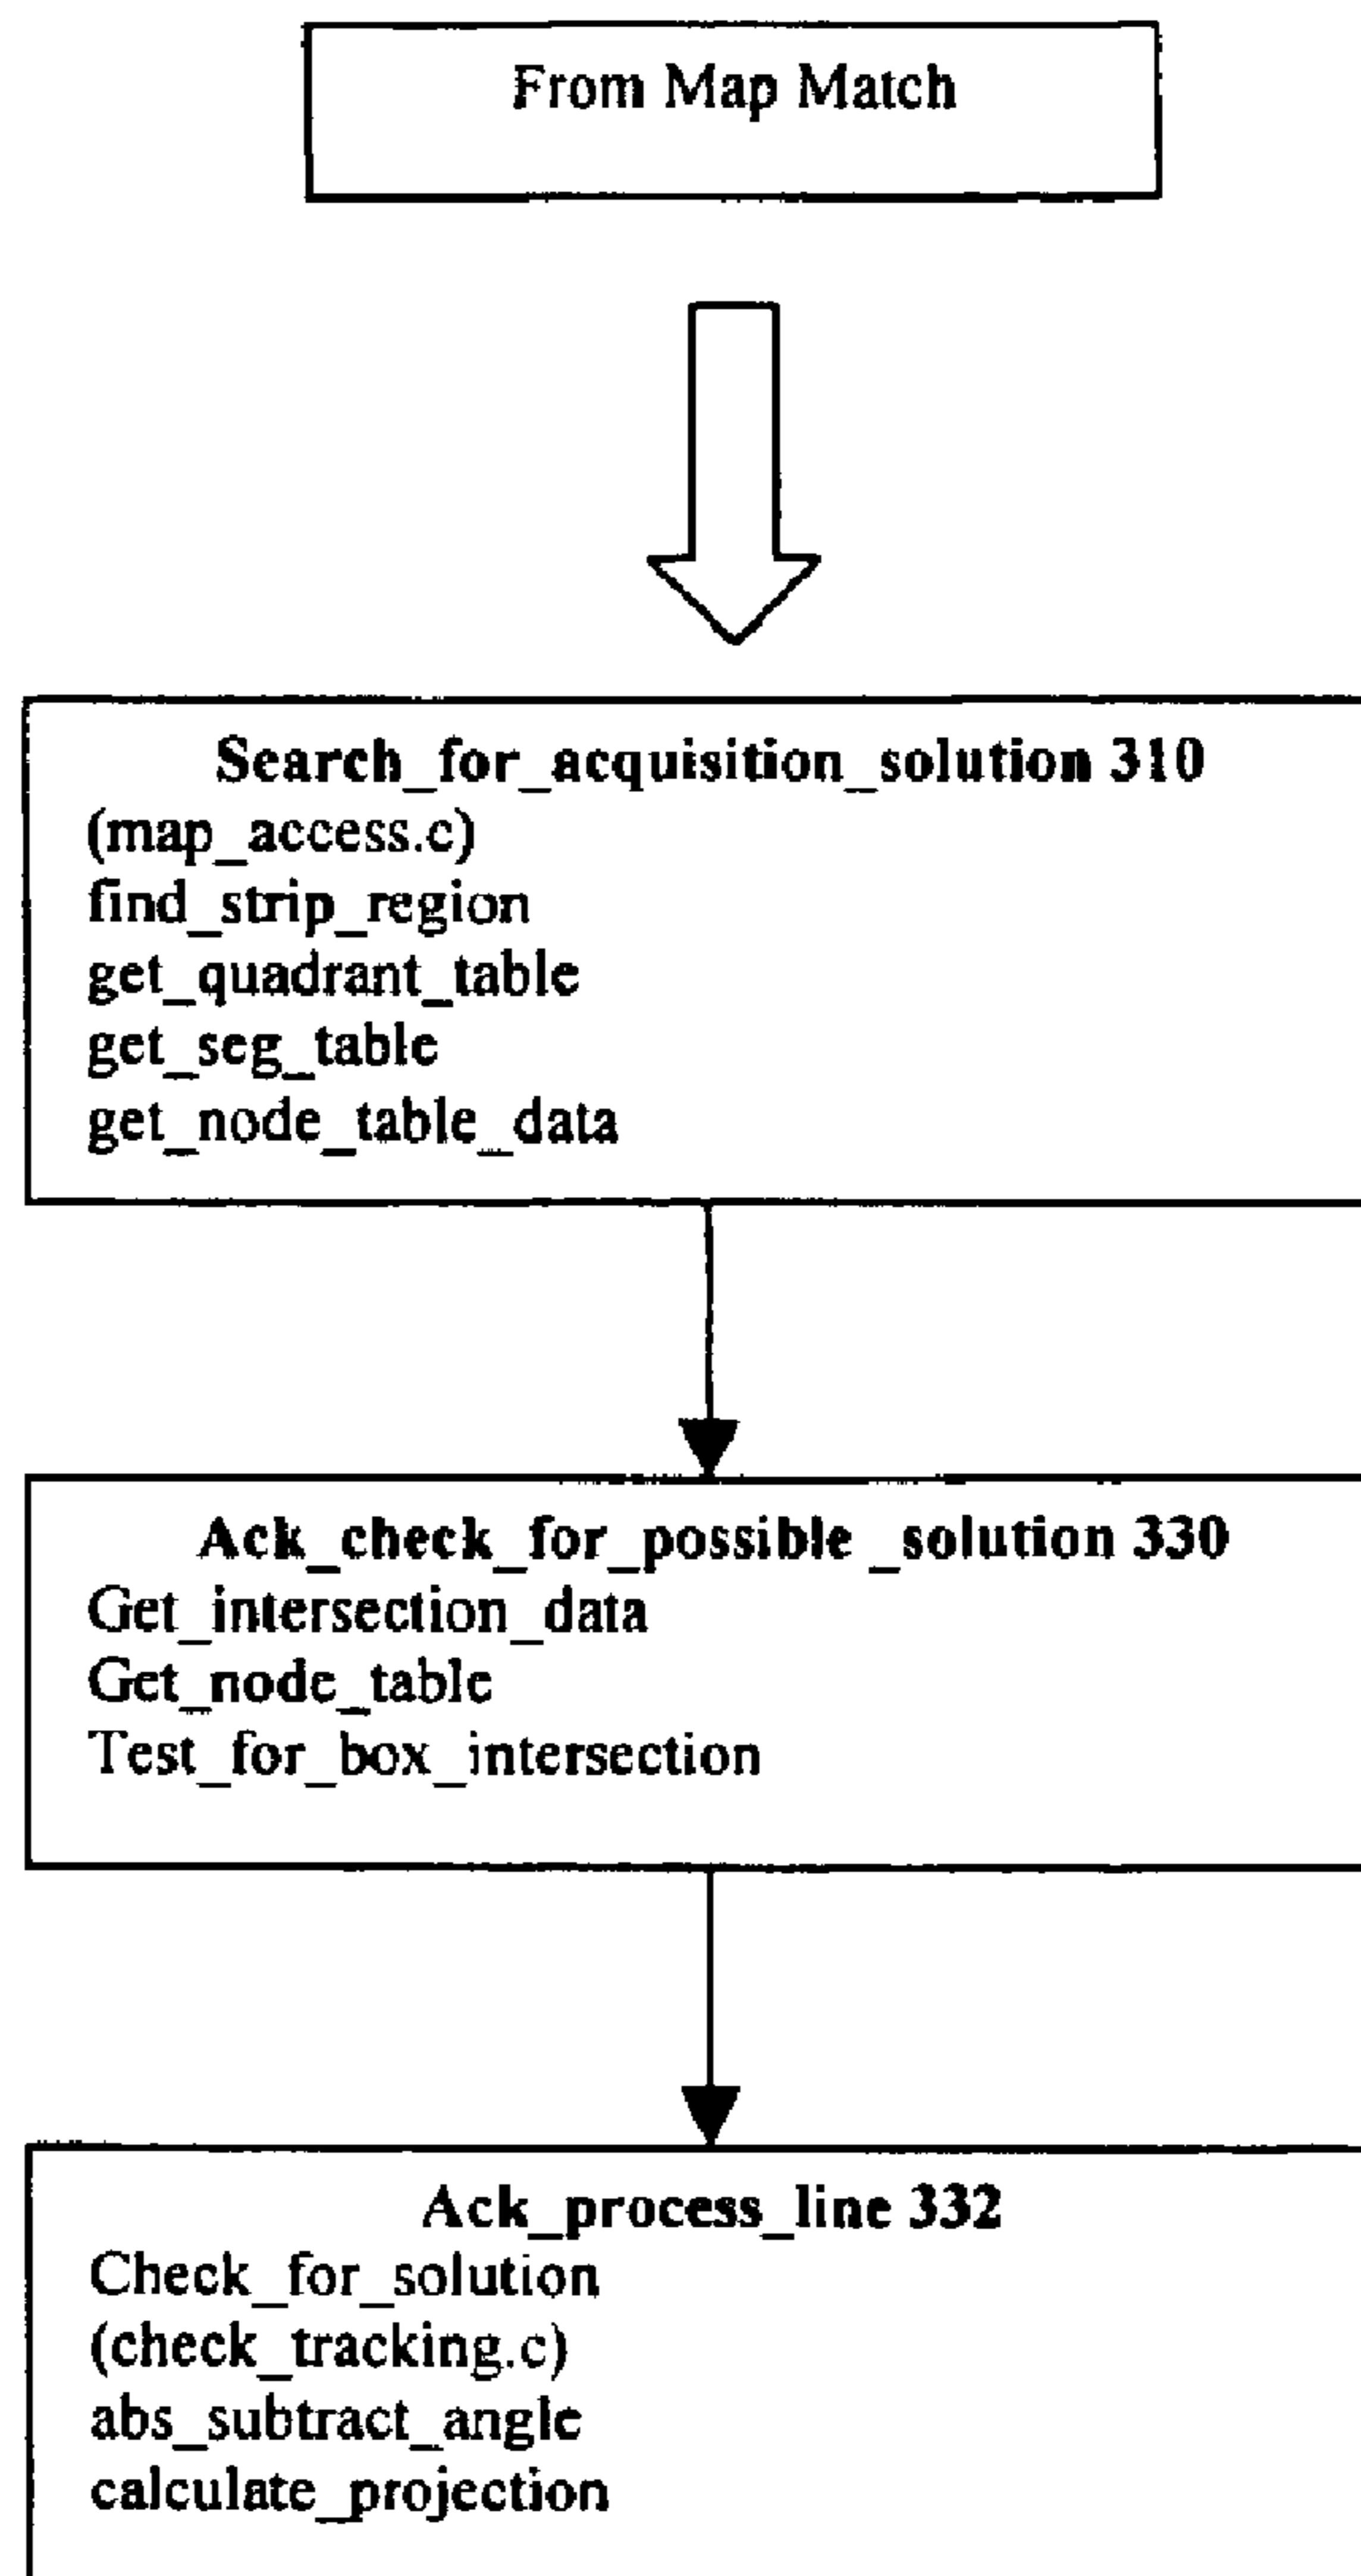 From Map Match
Search_for_acquisition_solution 310
(map_access.c)
find_strip_region
get_quadrant_table
get_seg_table
get_node_table_data
Ack_check_for_possible _solution 330
Get_intersection_data
Get_node_table
Test_for_box_intersection
Ack_process_line 332
Check_for_solution
(check_tracking.c)
abs_subtract_angle
calculate_projection